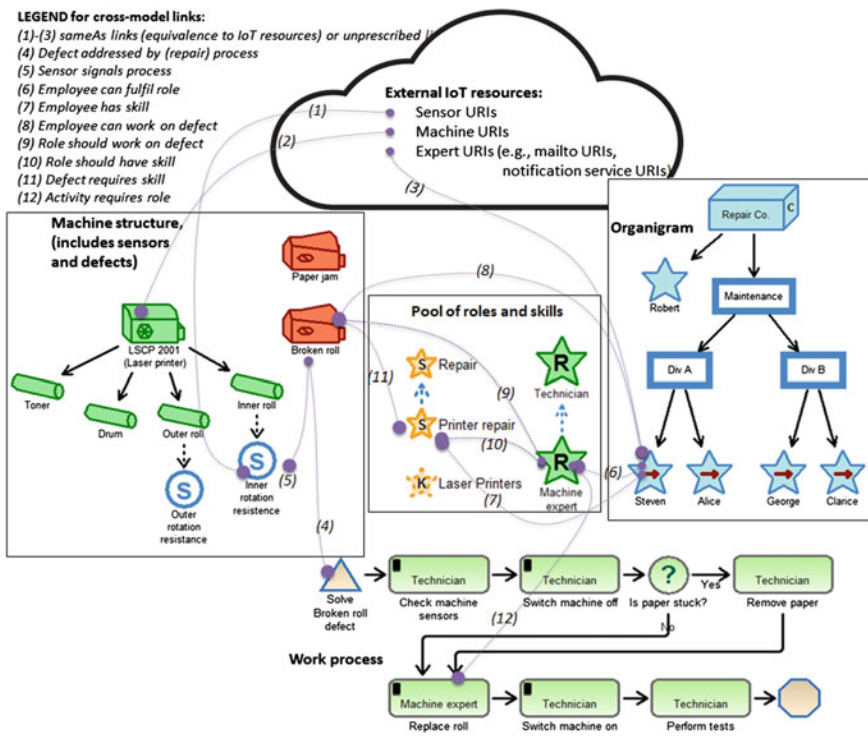 LEGEND for cross-model links:
(1)-(3) sameAs links (equivalence to IoT resources) or unprescribed
(4) Defect addressed by (repair) process
(5) Sensor signals process
(6) Employee can fulfil role
(7) Employee has skill
(8) Employee can work on defect
(9) Role should work on defect
(10) Role should have skill
(11) Defect requires skill
(12) Activity requires role
(1)
(2)
(3)
External IoT resources:
Sensor URIs
Machine URIs
Expert URIs (e.g., mailto URIs,
notification service URIs)
Machine structure,
(includes sensors
and defects)
Paper jam
Broken roll
LSCP 2001
(Laser printer)
Toner
Drum
Outer roll
Inner roll
S
Outer
rotation
resistance
S
Inner
rotation
resistence
(5)
(4)
(8)
Pool of roles and skills
S
Repair
R
Technician
(11)
(9)
S
Printer repair
(10)
R
Machine
expert
K
Laser Printers
(7)
(6)
Organigram
Repair Co.
C
Robert
Maintenance
Div A
Div B
Steven
Alice
George
Clarice
Solve
Broken roll
defect
Technician
Check machine
sensors
Technician
Switch machine off
?
Is paper stuck?
Yes
No
Technician
Remove paper
(12)
Work process
Machine expert
Replace roll
Technician
Switch machine on
Technician
Perform tests